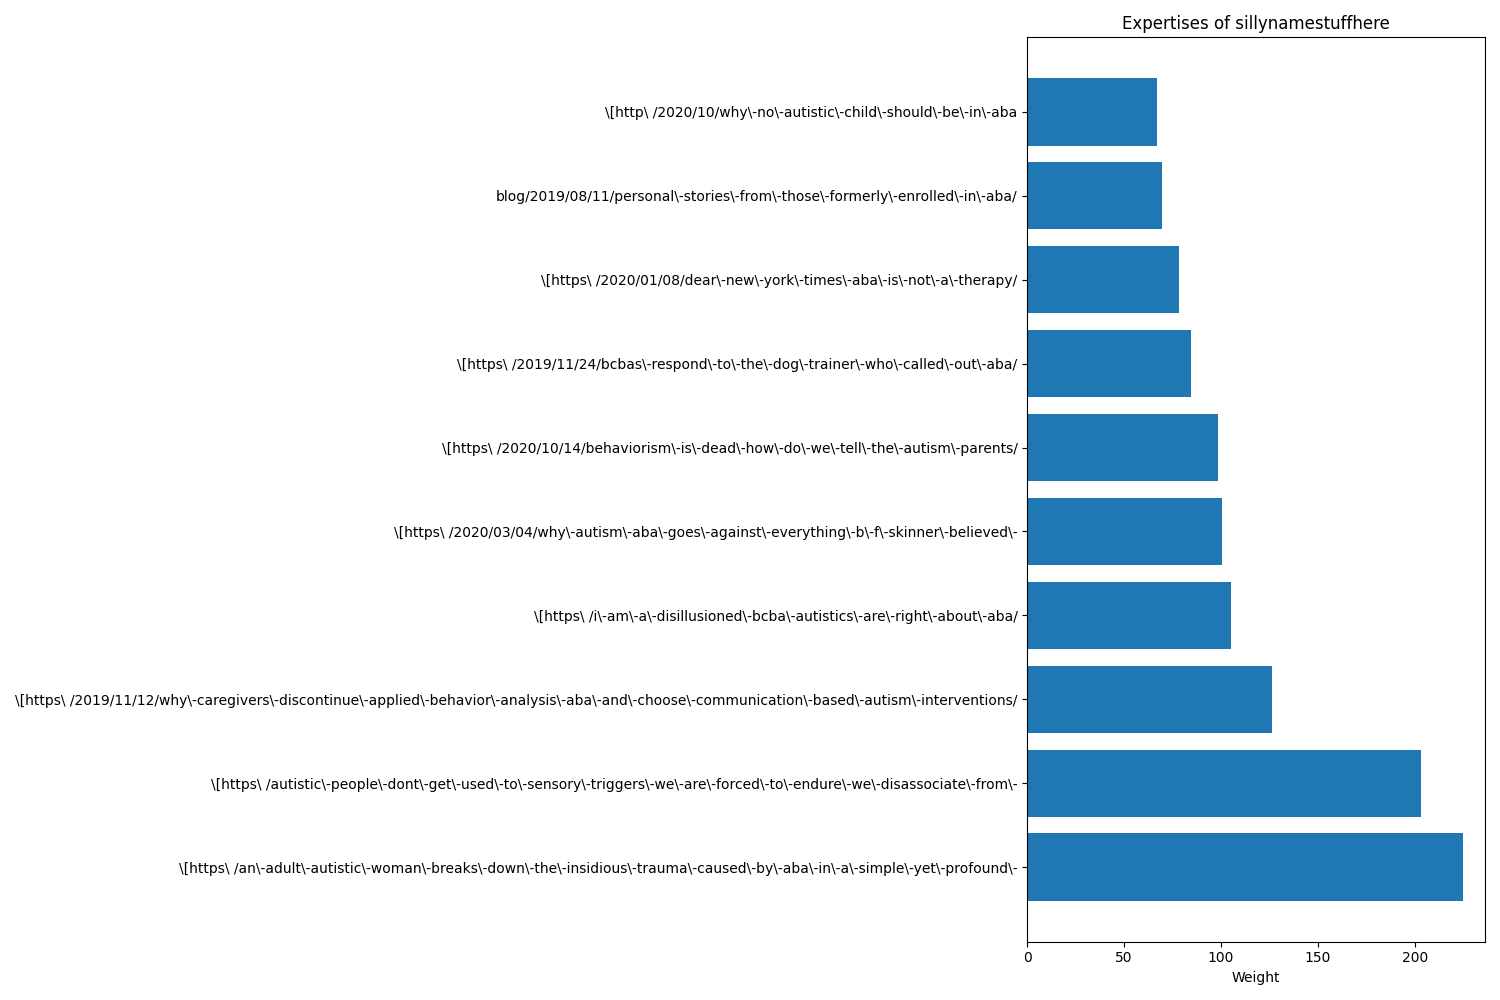 Expertises of sillynamestuffhere
\[http\ /2020/10/why\-no\-autistic\-child\-should\-be\-in\-aba
blog/2019/08/11/personal\-stories\-from\-those\-formerly\-enrolled\-in\-aba/
\[https\ /2020/01/08/dear\-new\-york\-times\-aba\-is\-not\-a\-therapy/
\[https\ /2019/11/24/bcbas\-respond\-to\-the\-dog\-trainer\-who\-called\-out\-aba/
\[https\ /2020/10/14/behaviorism\-is\-dead\-how\-do\-we\-tell\-the\-autism\-parents/
\[https\ /2020/03/04/why\-autism\-aba\-goes\-against\-everything\-b\-f\-skinner\-believed\-
\[https\ /i\-am\-a\-disillusioned\-bcba\-autistics\-are\-right\-about\-aba/
\[https\ /2019/11/12/why\-caregivers\-discontinue\-applied\-behavior\-analysis\-aba\-and\-choose\-communication\-based\-autism\-interventions/
\[https\ /autistic\-people\-dont\-get\-used\-to\-sensory\-triggers\-we\-are\-forced\-to\-endure\-we\-disassociate\-from\-
\[https\ /an\-adult\-autistic\-woman\-breaks\-down\-the\-insidious\-trauma\-caused\-by\-aba\-in\-a\-simple\-yet\-profound\-
0 50 100 150 200
Weight